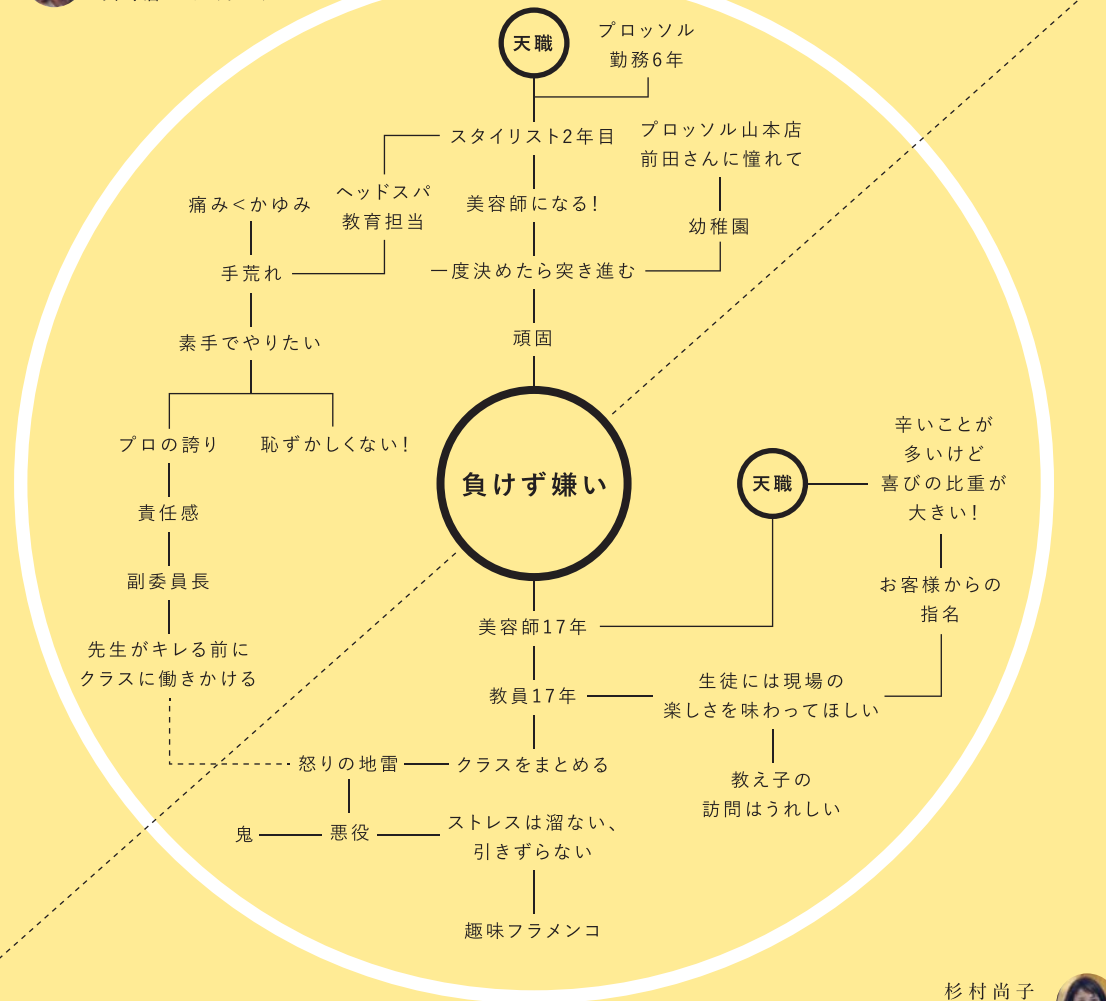 天職
プロッソル
勤務6年
スタイリスト2年目
プロッソル山本店
前田さんに憧れて
ヘッドスパ
教育担当
痛み<かゆみ
美容師になる!
幼稚園
手荒れ
一度決めたら突き進む
頑固
素手でやりたい
プロの誇り
恥ずかしくない!
負けず嫌い
天職
辛いことが
多いけど
喜びの比重が
大きい!
責任感
副委員長
先生がキレる前に
クラスに働きかける
美容師17年
お客様からの
指名
教員17年
生徒には現場の
楽しさを味わってほしい
怒りの地雷
クラスをまとめる
教え子の
訪問はうれしい
鬼
悪役
ストレスは溜ない、
引きずらない
趣味フラメンコ
杉村尚子